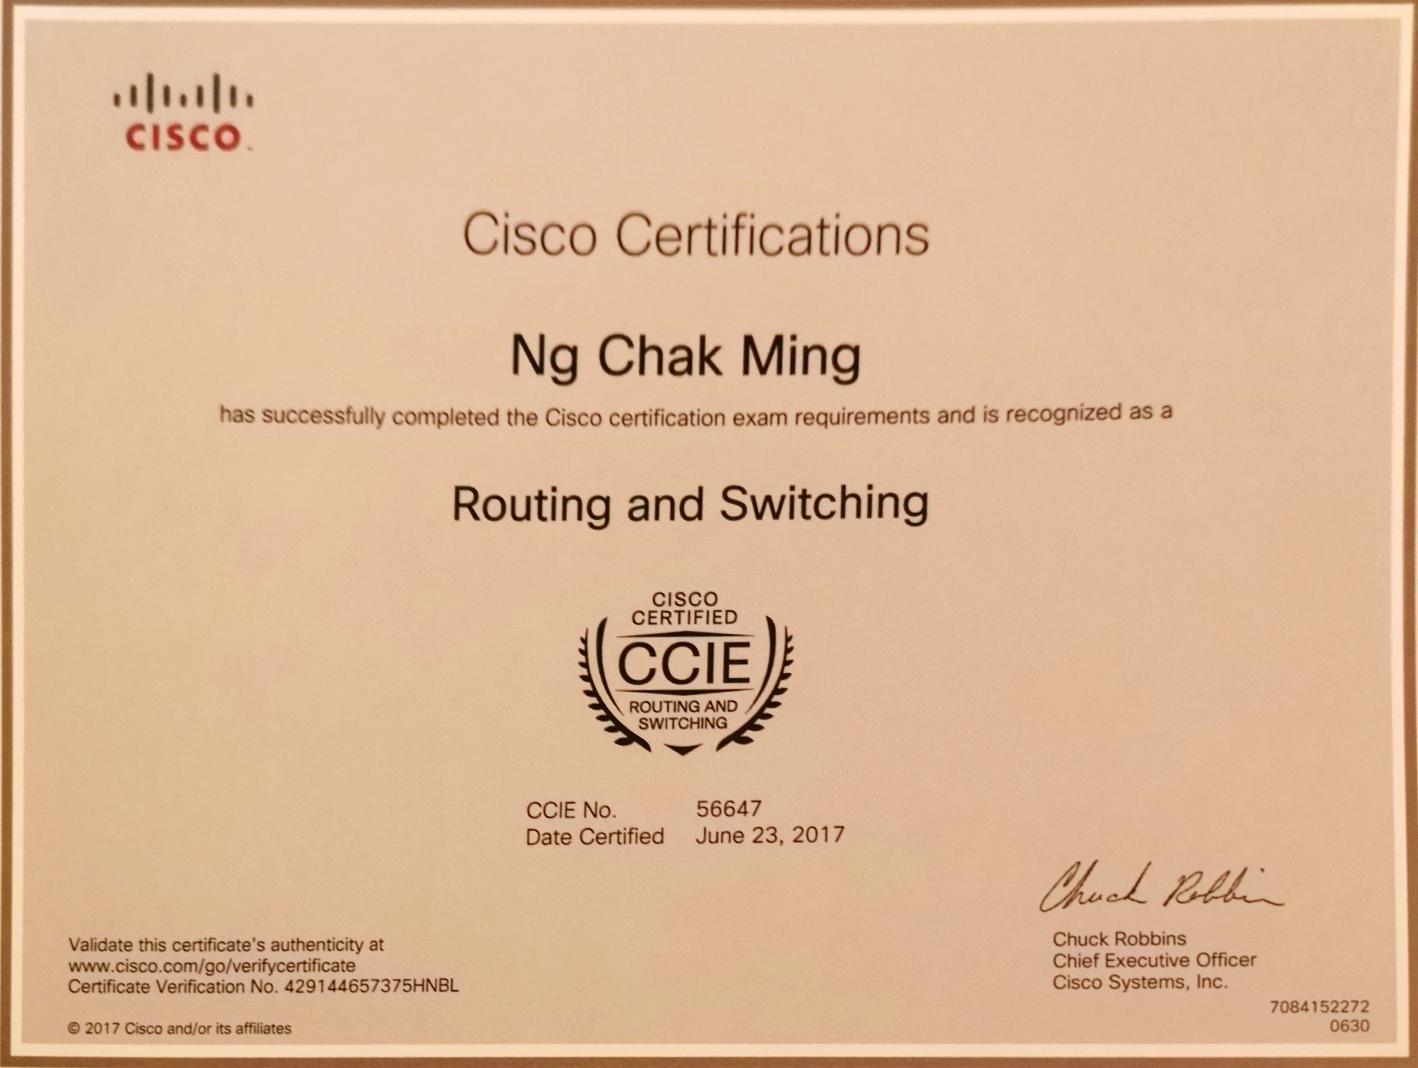 CISCO.
Cisco Certifications
Ng Chak Ming
has successfully completed the Cisco certification exam requirements and is recognized as a
Routing and Switching
CISCO
CERTIFIED
CCIE
ROUTING AND
SWITCHING
CCIE No. 56647
Date Certified June 23, 2017
Chuck Robbins
Validate this certificate's authenticity at
www.cisco.com/go/verifycertificate
Certificate Verification No. 429144657375HNBL
© 2017 Cisco and/or its affiliates
Chuck Robbins
Chief Executive Officer
Cisco Systems, Inc.
7084152272
0630